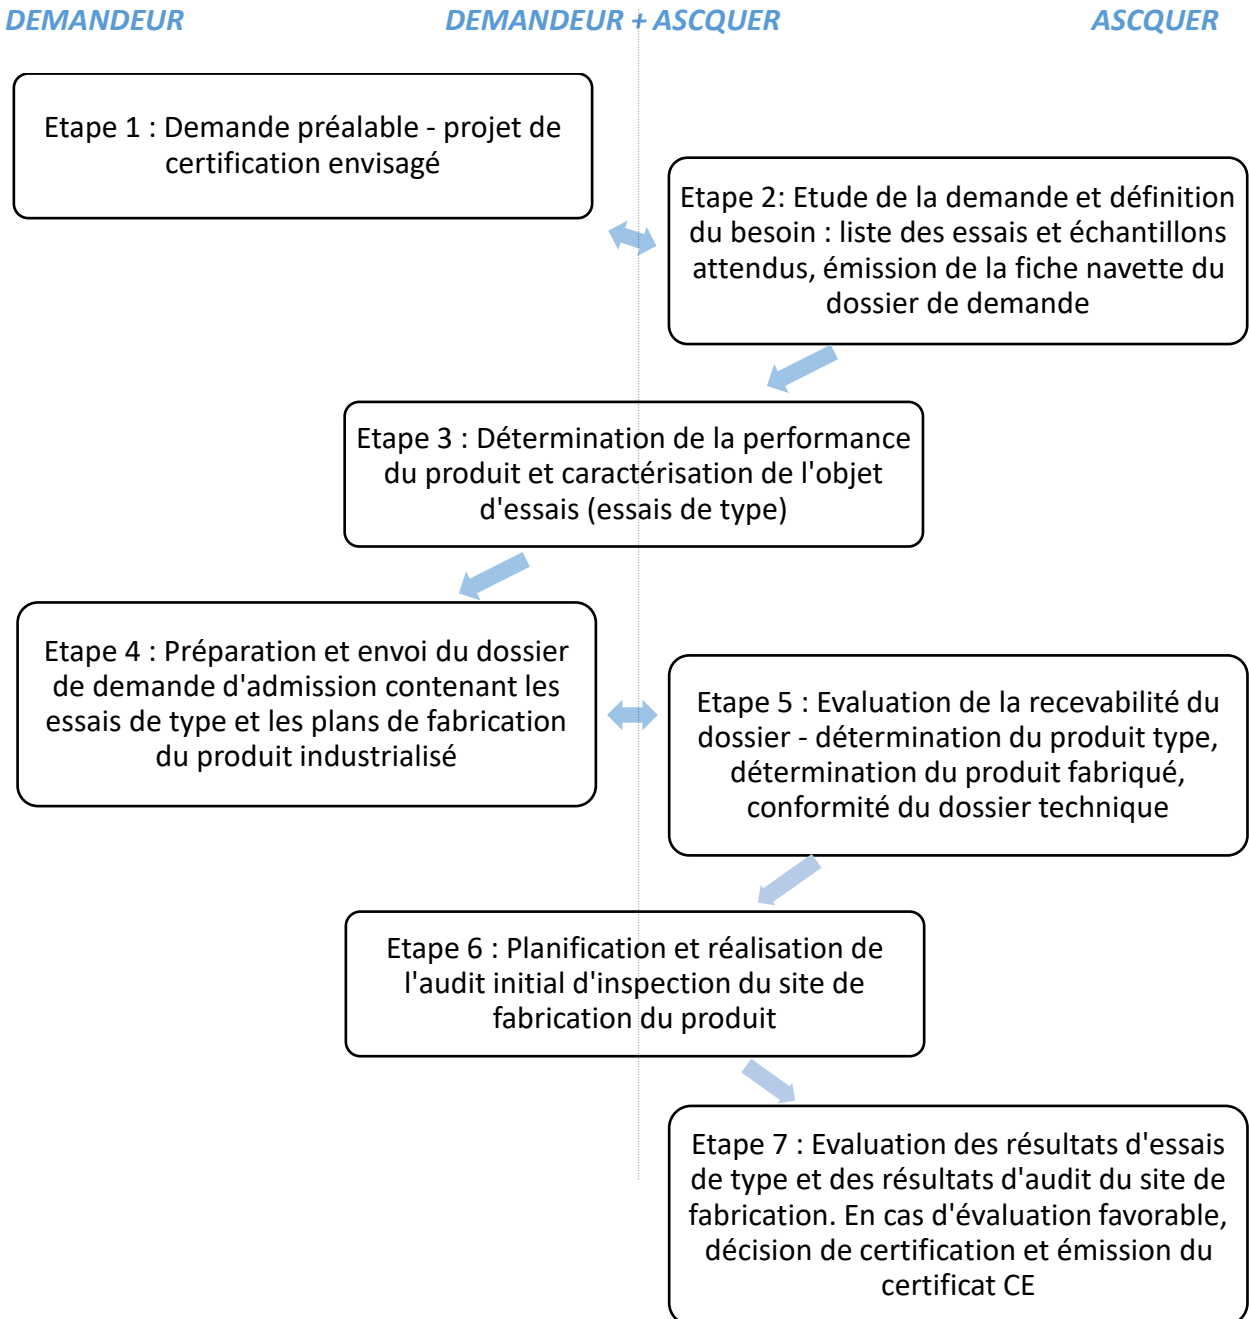 DEMANDEUR
DEMANDEUR + ASCQUER
ASCQUER
Etape 1 : Demande préalable - projet de
certification envisagé
Etape 2: Etude de la demande et définition
du besoin : liste des essais et échantillons
attendus, émission de la fiche navette du
dossier de demande
Etape 3 : Détermination de la performance
du produit et caractérisation de l'objet
d'essais (essais de type)
Etape 4 : Préparation et envoi du dossier
de demande d'admission contenant les
essais de type et les plans de fabrication
du produit industrialisé
Etape 5 : Evaluation de la recevabilité du
dossier - détermination du produit type,
détermination du produit fabriqué,
conformité du dossier technique
Etape 6 : Planification et réalisation de
l'audit initial d'inspection du site de
fabrication du produit
Etape 7 : Evaluation des résultats d'essais
de type et des résultats d'audit du site de
fabrication. En cas d'évaluation favorable,
décision de certification et émission du
certificat CE